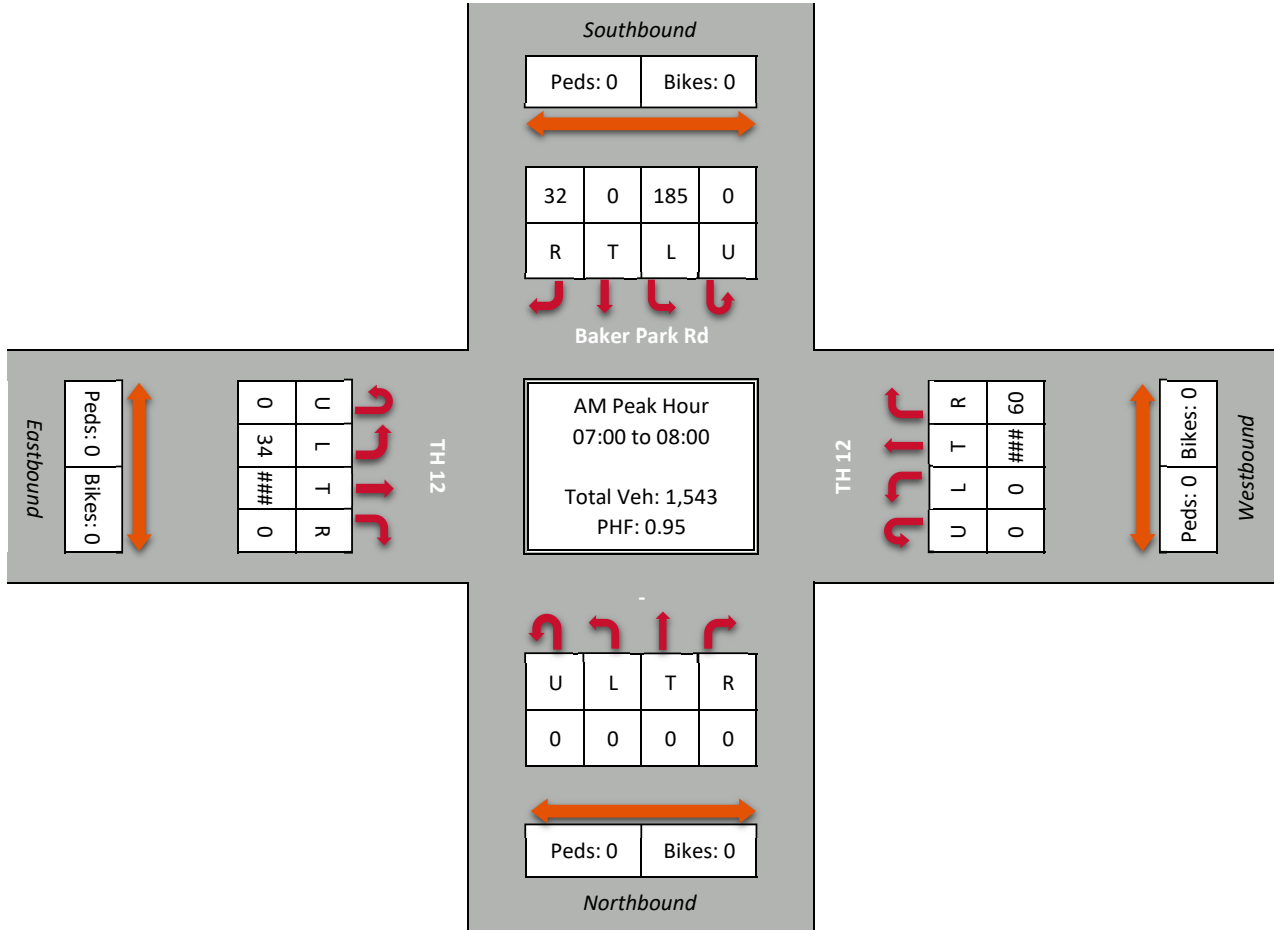 Southbound
Peds: 0 Bikes: 0
32 0 185 0
R T L U
Baker Park Rd
Eastbound
Peds: 0 Bikes: 0
0 34 ### 0
U L T R
TH 12
AM Peak Hour
07:00 to 08:00
Total Veh: 1,543
PHF: 0.95
TH 12
U L T R
0 0 ### 60
Peds: 0 Bikes: 0
Westbound
-
U L T R
0 0 0 0
Peds: 0 Bikes: 0
Northbound